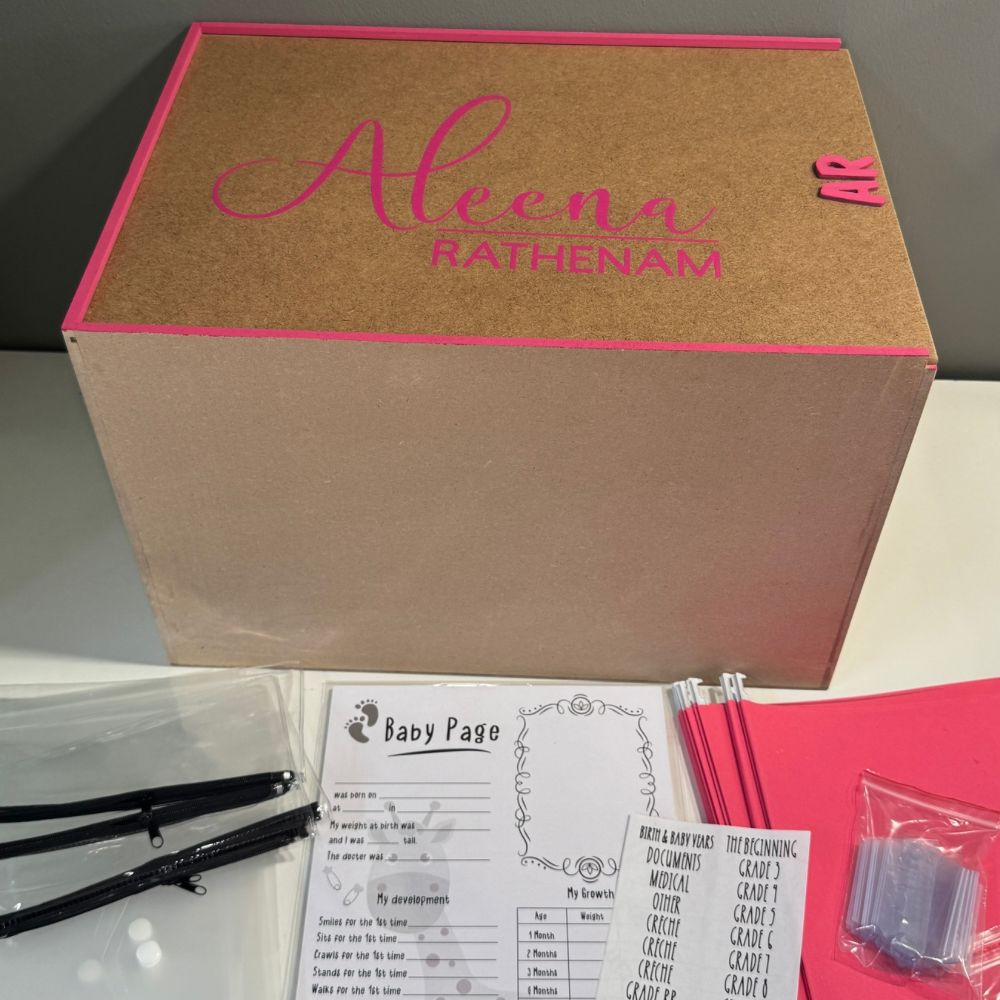 Aleena
RATHENAM
AR
Baby Page
was born on
at in
My weight at birth was
and I was tall.
The doctor was
My development
Smiles for the 1st time
Sits for the 1st time
Crawls for the 1st time
Stands for the 1st time
Walks for the 1st time
My Growth
Age Weight
1 Month
2 Months
3 Months
6 Months
BIRTH & BABY YEARS
DOCUMENTS
MEDICAL
OTHER
CRECHE
CRECHE
CRECHE
GRADE RR
THE BEGINNING
GRADE 3
GRADE 4
GRADE 5
GRADE 6
GRADE 7
GRADE 8